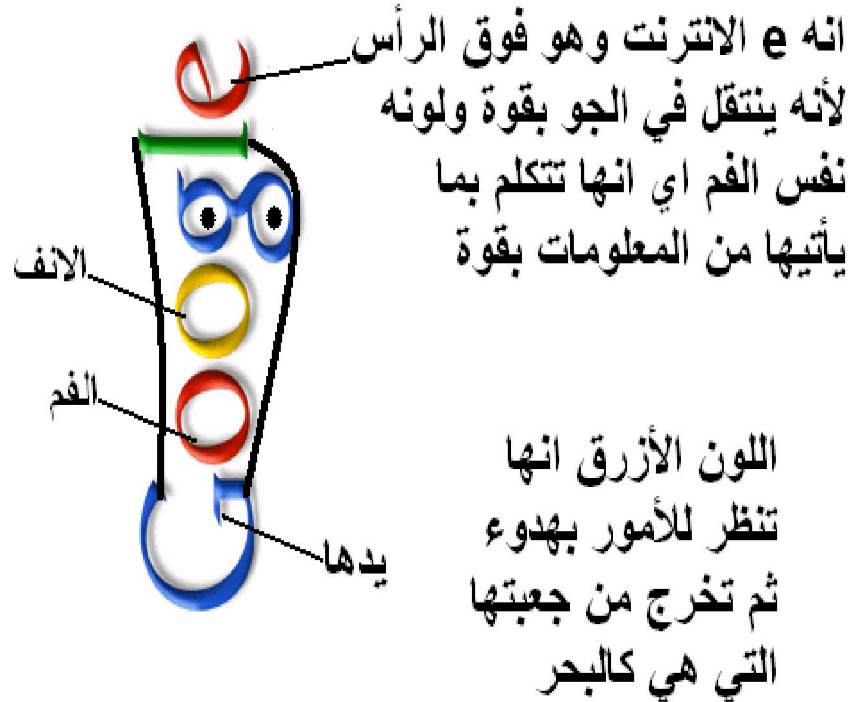 انه e الانترنت وهو فوق الرأس
لأنه ينتقل في الجو بقوة ولونه
نفس الفم اي انها تتكلم بما
يأتيها من المعلومات بقوة
Google
الانف
الفم
يدها
اللون الأزرق انها
تنظر للأمور بهدوء
ثم تخرج من جعبتها
التي هي كالبحر